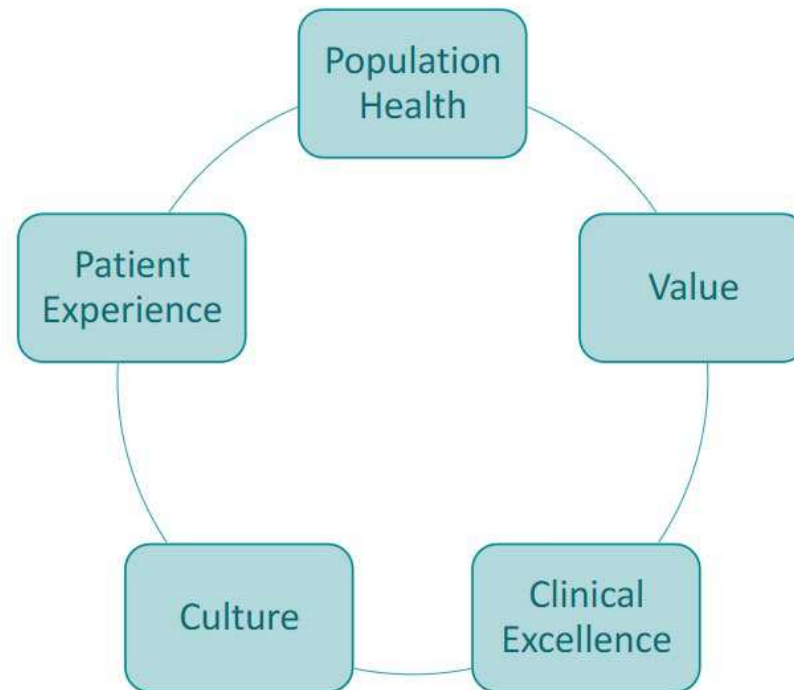 Population
Health
Patient
Experience
Value
Culture
Clinical
Excellence